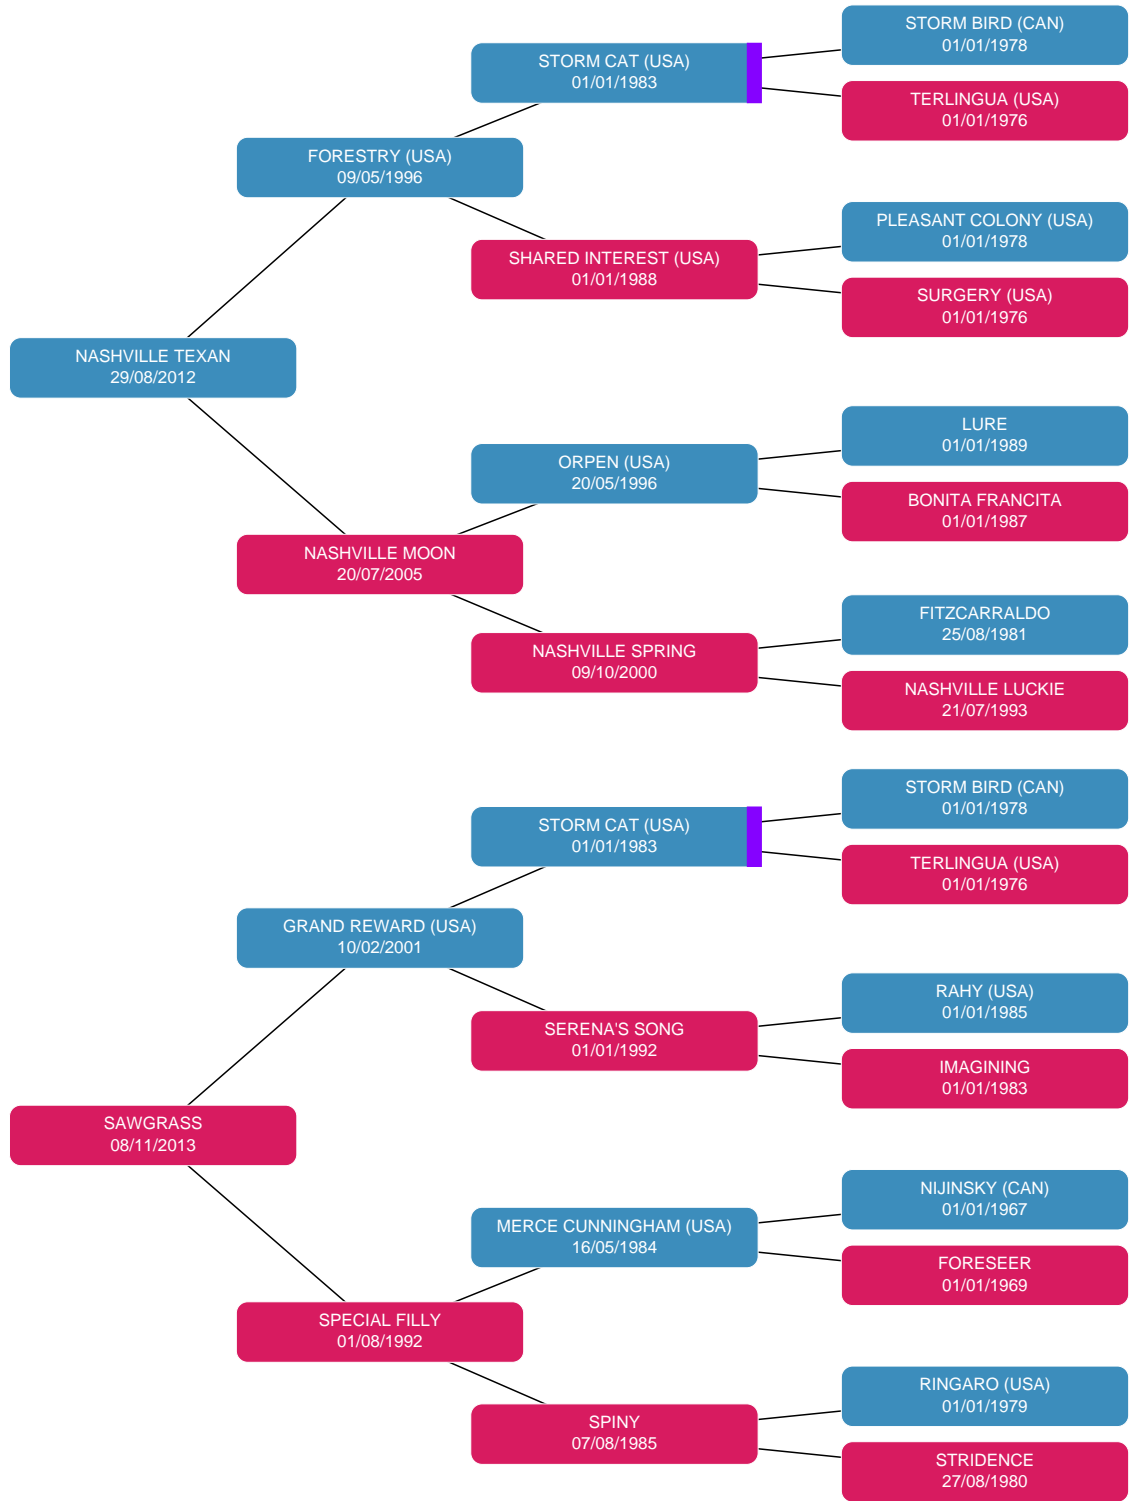 STORM BIRD (CAN)
01/01/1978
STORM CAT (USA)
01/01/1983
TERLINGUA (USA)
01/01/1976
FORESTRY (USA)
09/05/1996
PLEASANT COLONY (USA)
01/01/1978
SHARED INTEREST (USA)
01/01/1988
SURGERY (USA)
01/01/1976
NASHVILLE TEXAN
29/08/2012
LURE
01/01/1989
ORPEN (USA)
20/05/1996
BONITA FRANCITA
01/01/1987
NASHVILLE MOON
20/07/2005
FITZCARRALDO
25/08/1981
NASHVILLE SPRING
09/10/2000
NASHVILLE LUCKIE
21/07/1993
STORM BIRD (CAN)
01/01/1978
STORM CAT (USA)
01/01/1983
TERLINGUA (USA)
01/01/1976
GRAND REWARD (USA)
10/02/2001
RAHY (USA)
01/01/1985
SERENA'S SONG
01/01/1992
IMAGINING
01/01/1983
SAWGRASS
08/11/2013
NIJINSKY (CAN)
01/01/1967
MERCE CUNNINGHAM (USA)
16/05/1984
FORESEER
01/01/1969
SPECIAL FILLY
01/08/1992
RINGARO (USA)
01/01/1979
SPINY
07/08/1985
STRIDENCE
27/08/1980